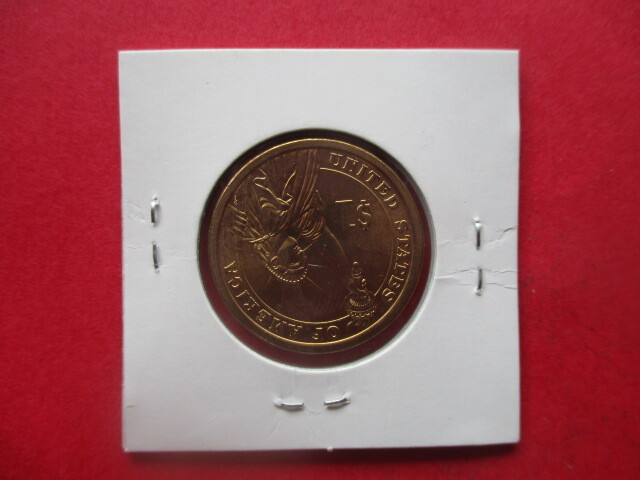 UNITED STATES OF AMERICA
$1